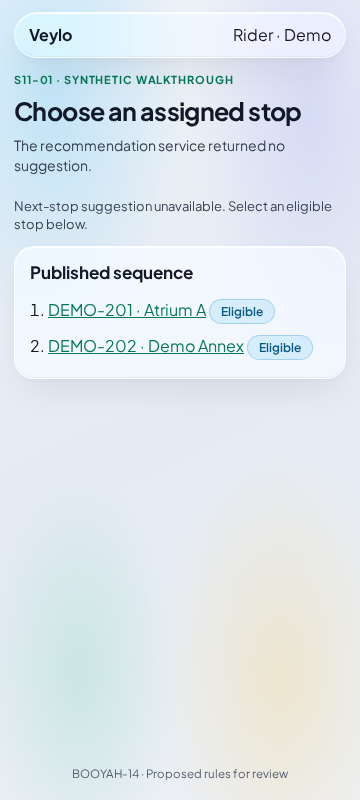 Veylo
Rider · Demo
S11-01 · SYNTHETIC WALKTHROUGH
Choose an assigned stop
The recommendation service returned no
suggestion.
Next-stop suggestion unavailable. Select an eligible
stop below.
Published sequence
1. DEMO-201 · Atrium A Eligible
2. DEMO-202 · Demo Annex Eligible
BOOYAH-14 · Proposed rules for review